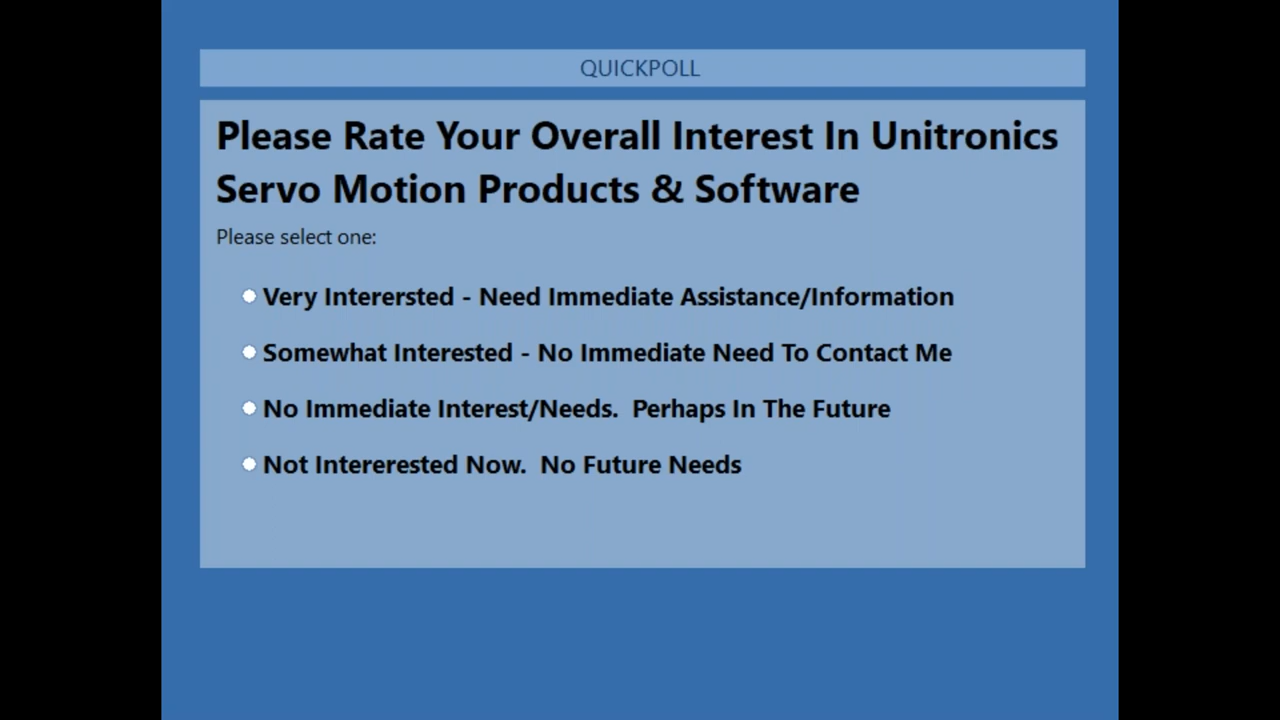 QUICKPOLL
Please Rate Your Overall Interest In Unitronics
Servo Motion Products & Software
Please select one:
Very Interersted - Need Immediate Assistance/Information
Somewhat Interested - No Immediate Need To Contact Me
No Immediate Interest/Needs.  Perhaps In The Future
Not Intererested Now.  No Future Needs